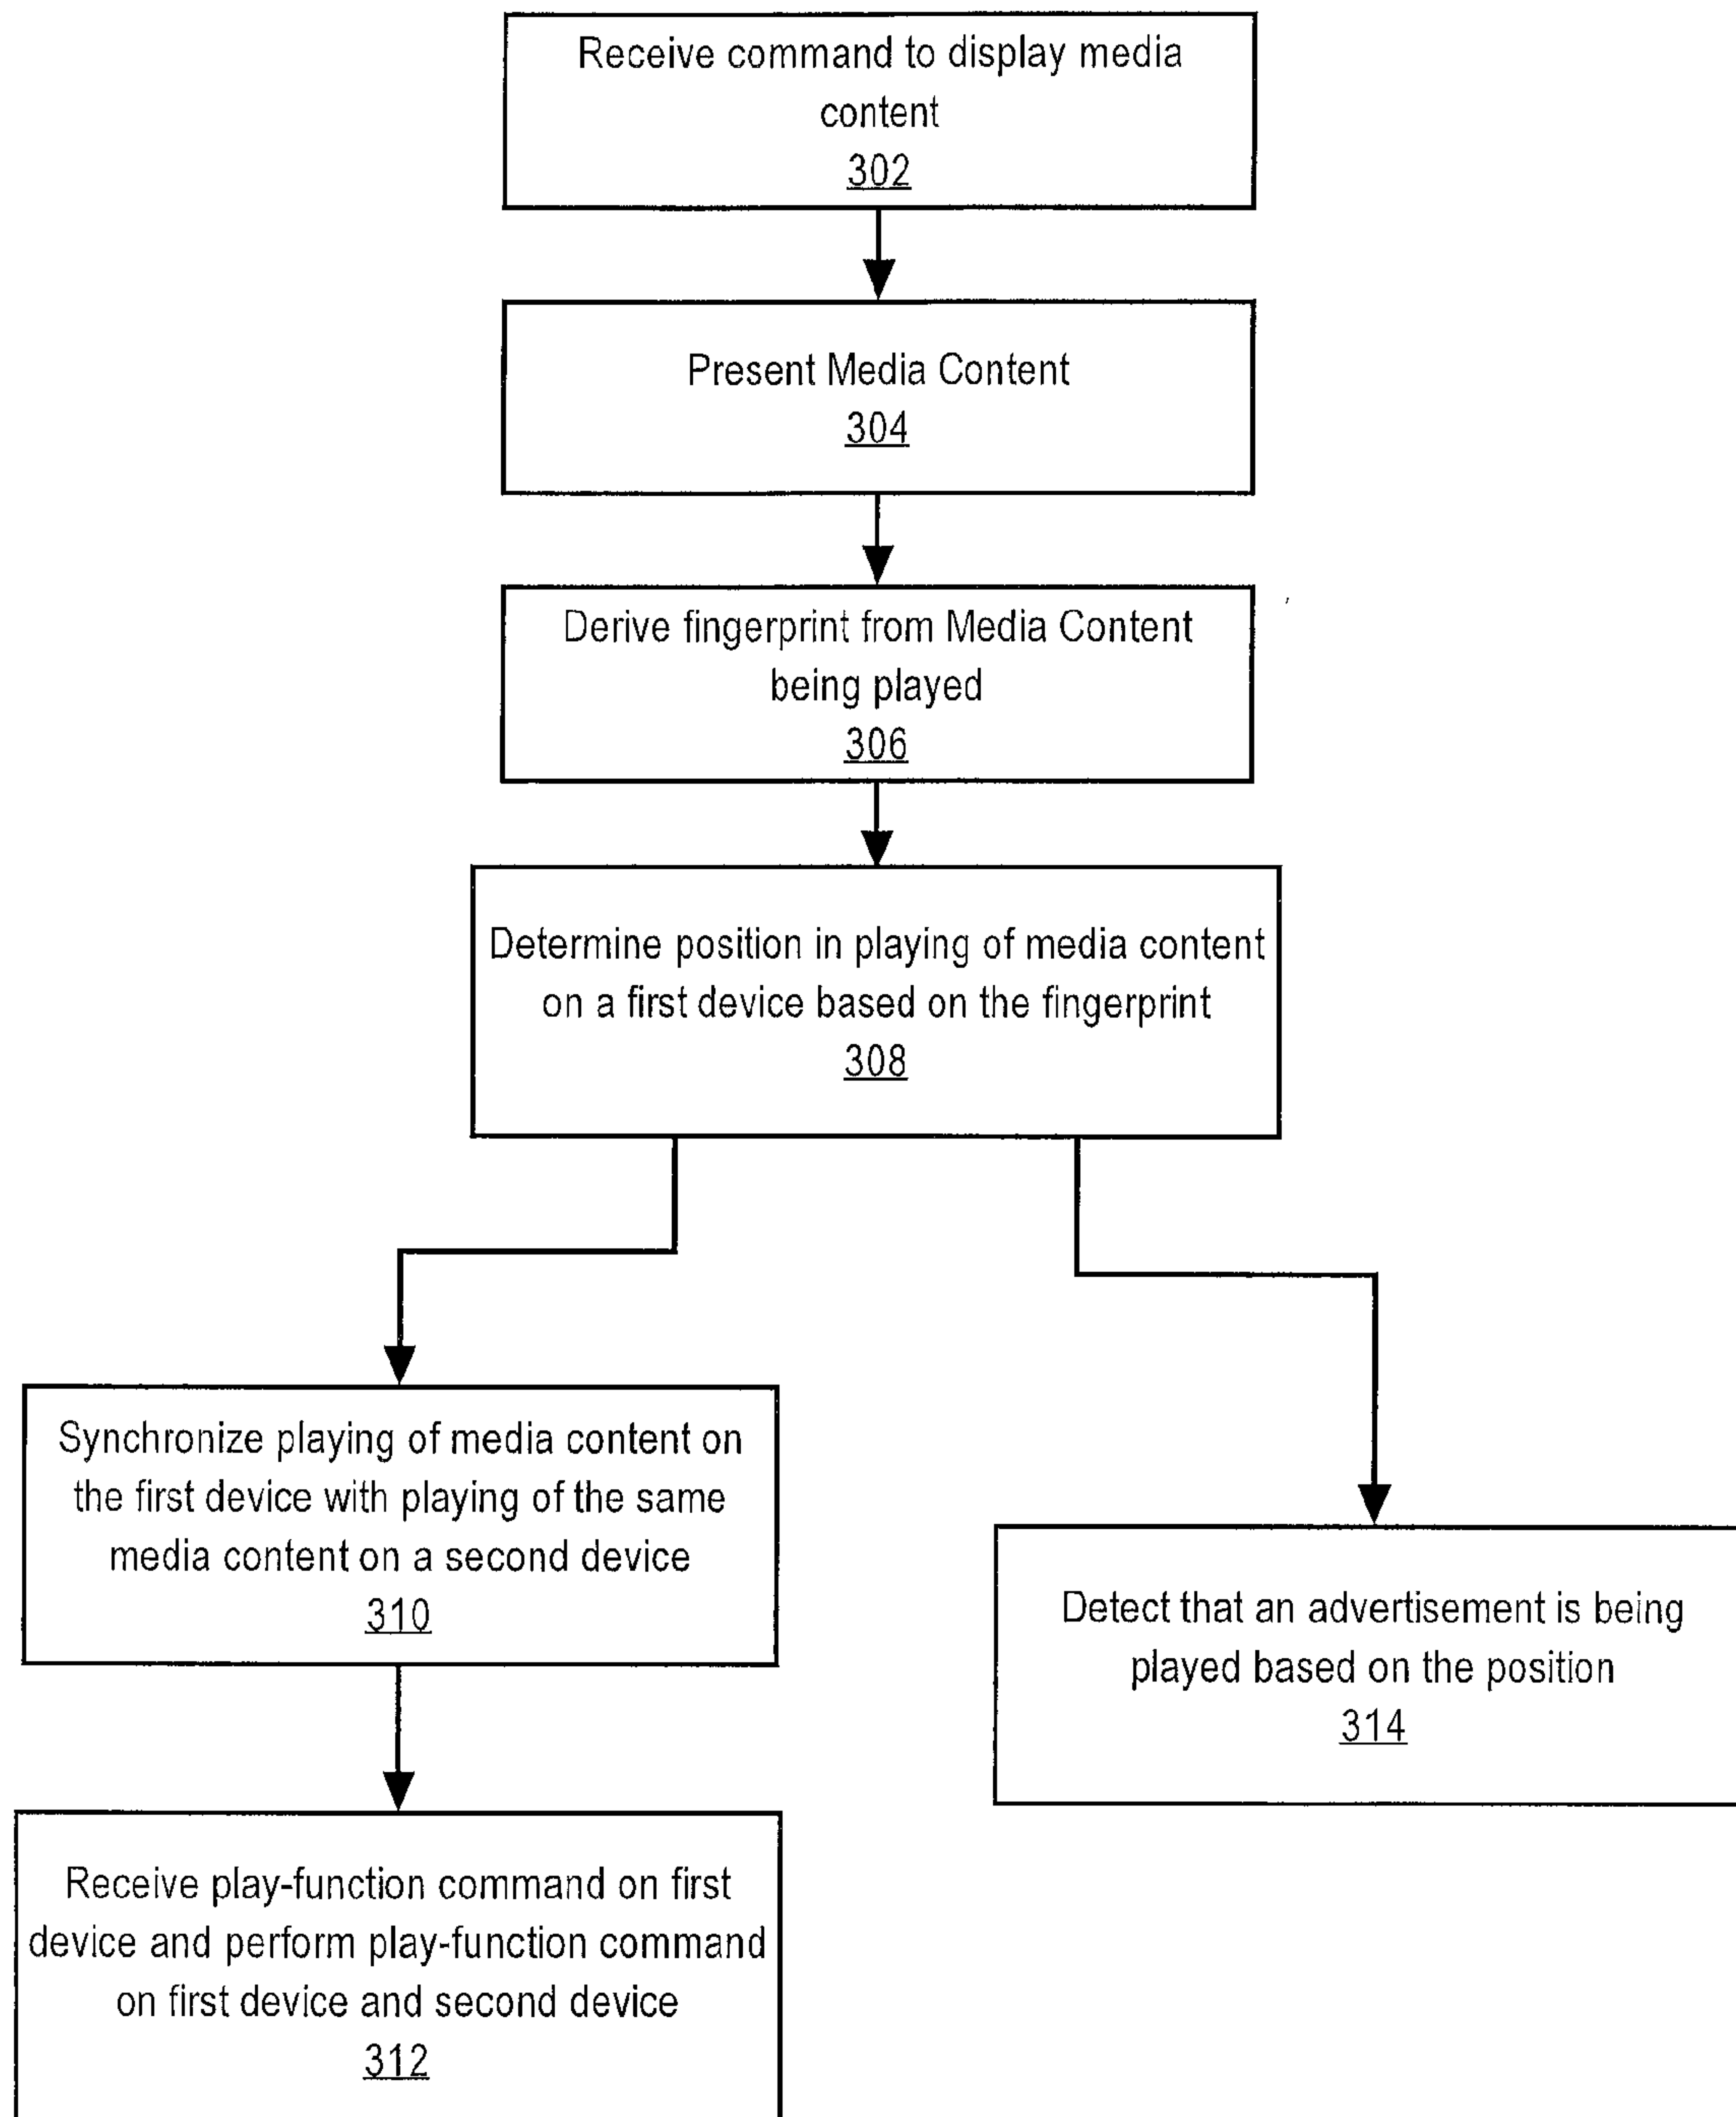 Receive command to display media
content
302
Present Media Content
304
Derive fingerprint from Media Content
being played
306
Determine position in playing of media content
on a first device based on the fingerprint
308
Synchronize playing of media content on
the first device with playing of the same
media content on a second device
310
Detect that an advertisement is being
played based on the position
314
Receive play-function command on first
device and perform play-function command
on first device and second device
312